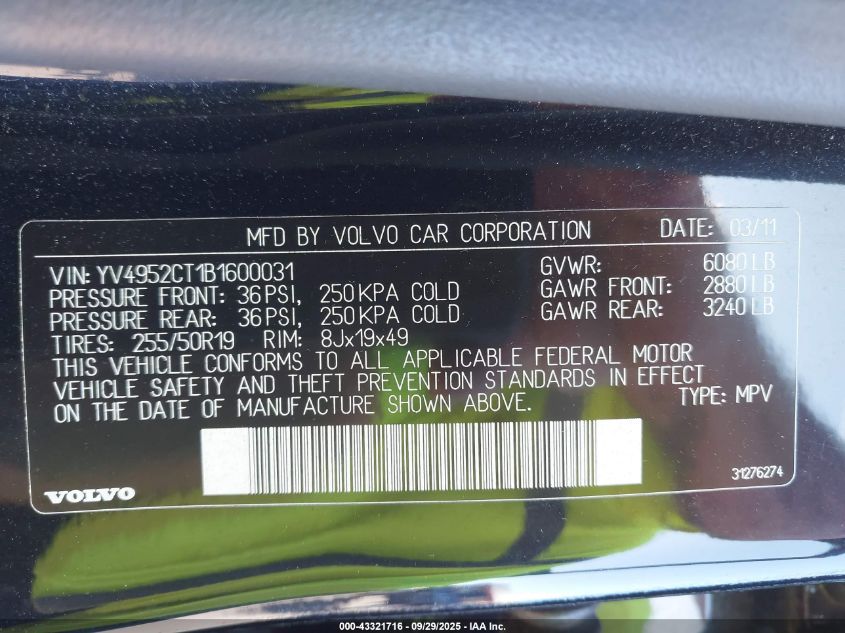 MFD BY VOLVO CAR CORPORATION DATE: 03/11
VIN: YV4952CT1B1600031 GVWR: 6080 LB
PRESSURE FRONT: 36 PSI, 250 KPA COLD GAWR FRONT: 2880 LB
PRESSURE REAR: 36 PSI, 250 KPA COLD GAWR REAR: 3240 LB
TIRES: 255/50R19 RIM: 8Jx19x49
THIS VEHICLE CONFORMS TO ALL APPLICABLE FEDERAL MOTOR
VEHICLE SAFETY AND THEFT PREVENTION STANDARDS IN EFFECT
ON THE DATE OF MANUFACTURE SHOWN ABOVE. TYPE: MPV
31276274
VOLVO
000-43321716 - 09/29/2025 - IAA Inc.